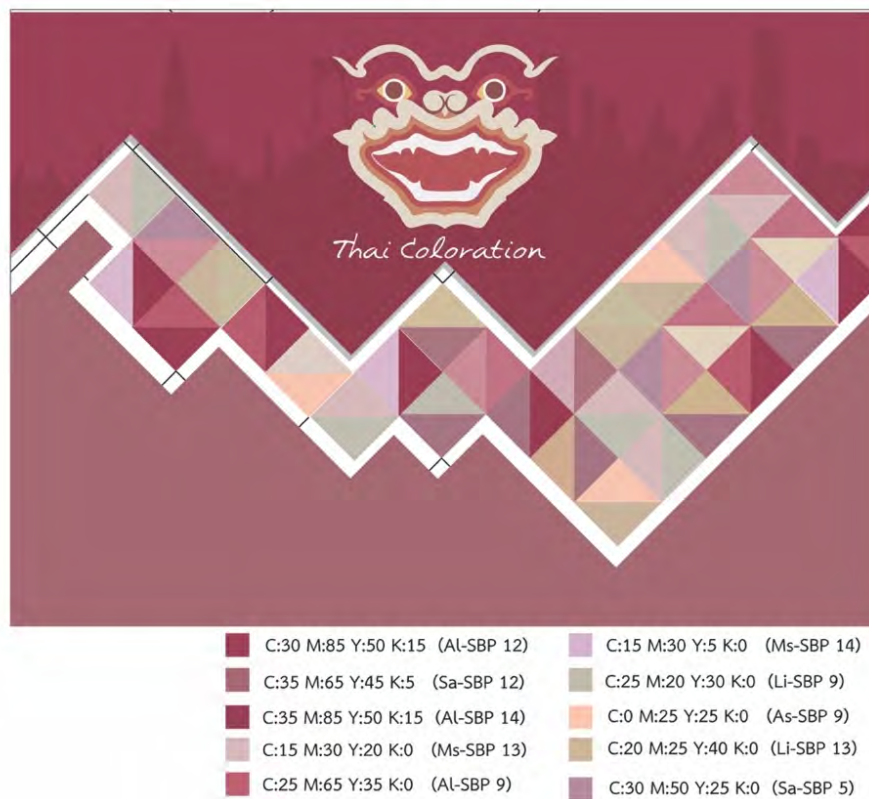 Thai Coloration
C:30 M:85 Y:50 K:15 (Al-SBP 12)
C:35 M:65 Y:45 K:5 (Sa-SBP 12)
C:35 M:85 Y:50 K:15 (Al-SBP 14)
C:15 M:30 Y:20 K:0 (Ms-SBP 13)
C:25 M:65 Y:35 K:0 (Al-SBP 9)
C:15 M:30 Y:5 K:0 (Ms-SBP 14)
C:25 M:20 Y:30 K:0 (Li-SBP 9)
C:0 M:25 Y:25 K:0 (As-SBP 9)
C:20 M:25 Y:40 K:0 (Li-SBP 13)
C:30 M:50 Y:25 K:0 (Sa-SBP 5)